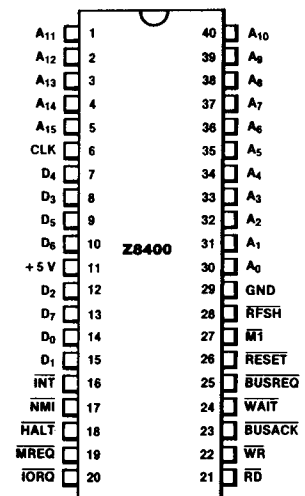 A11 1 40 A10
A12 2 39 A9
A13 3 38 A8
A14 4 37 A7
A15 5 36 A6
CLK 6 35 A5
D4 7 34 A4
D3 8 33 A3
D5 9 32 A2
D6 10 31 A1
Z8400
+5 V 11 30 A0
D2 12 29 GND
D7 13 28 RFSH
D0 14 27 M1
D1 15 26 RESET
INT 16 25 BUSREQ
NMI 17 24 WAIT
HALT 18 23 BUSACK
MREQ 19 22 WR
IORQ 20 21 RD